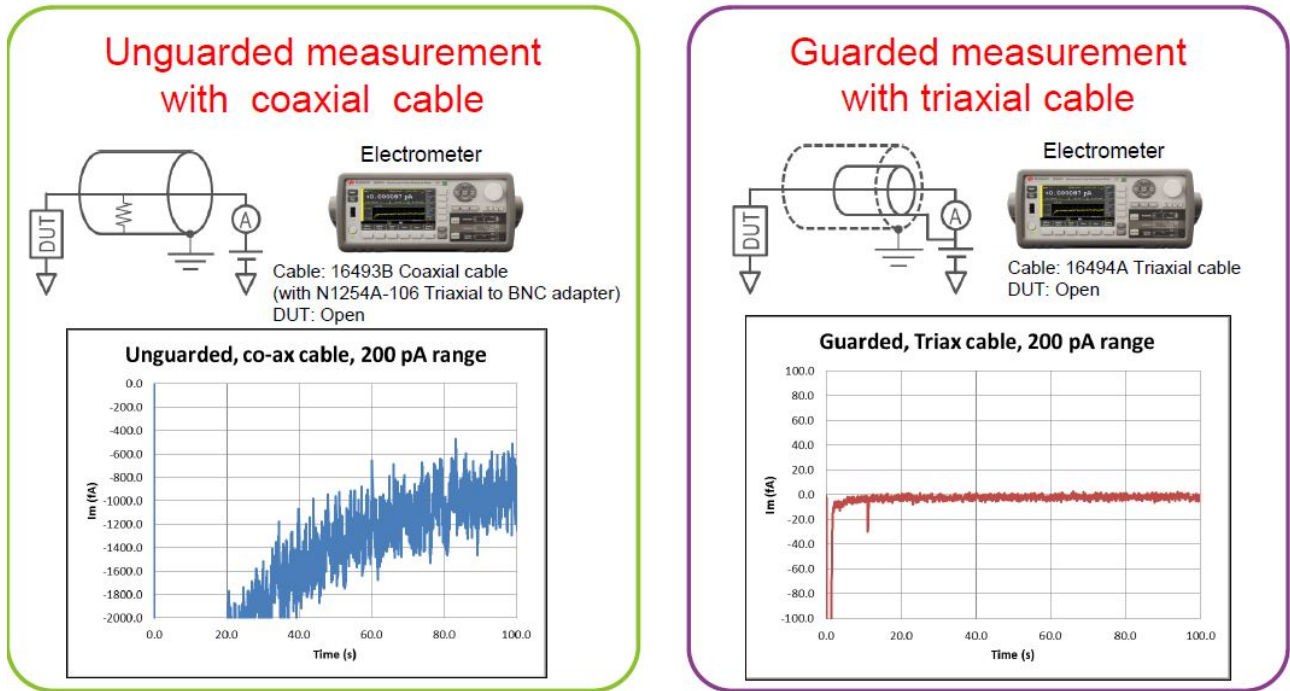 Unguarded measurement
with coaxial cable
Electrometer
+0.000087 pA
A
DUT
Cable: 16493B Coaxial cable
(with N1254A-106 Triaxial to BNC adapter)
DUT: Open
Unguarded, co-ax cable, 200 pA range
0.0
-200.0
-400.0
-600.0
-800.0
-1000.0
-1200.0
-1400.0
-1600.0
-1800.0
-2000.0
Im (fA)
0.0 20.0 40.0 60.0 80.0 100.0
Time (s)
Guarded measurement
with triaxial cable
Electrometer
+0.000087 pA
A
DUT
Cable: 16494A Triaxial cable
DUT: Open
Guarded, Triax cable, 200 pA range
100.0
80.0
60.0
40.0
20.0
0.0
-20.0
-40.0
-60.0
-80.0
-100.0
Im (fA)
0.0 20.0 40.0 60.0 80.0 100.0
Time (s)